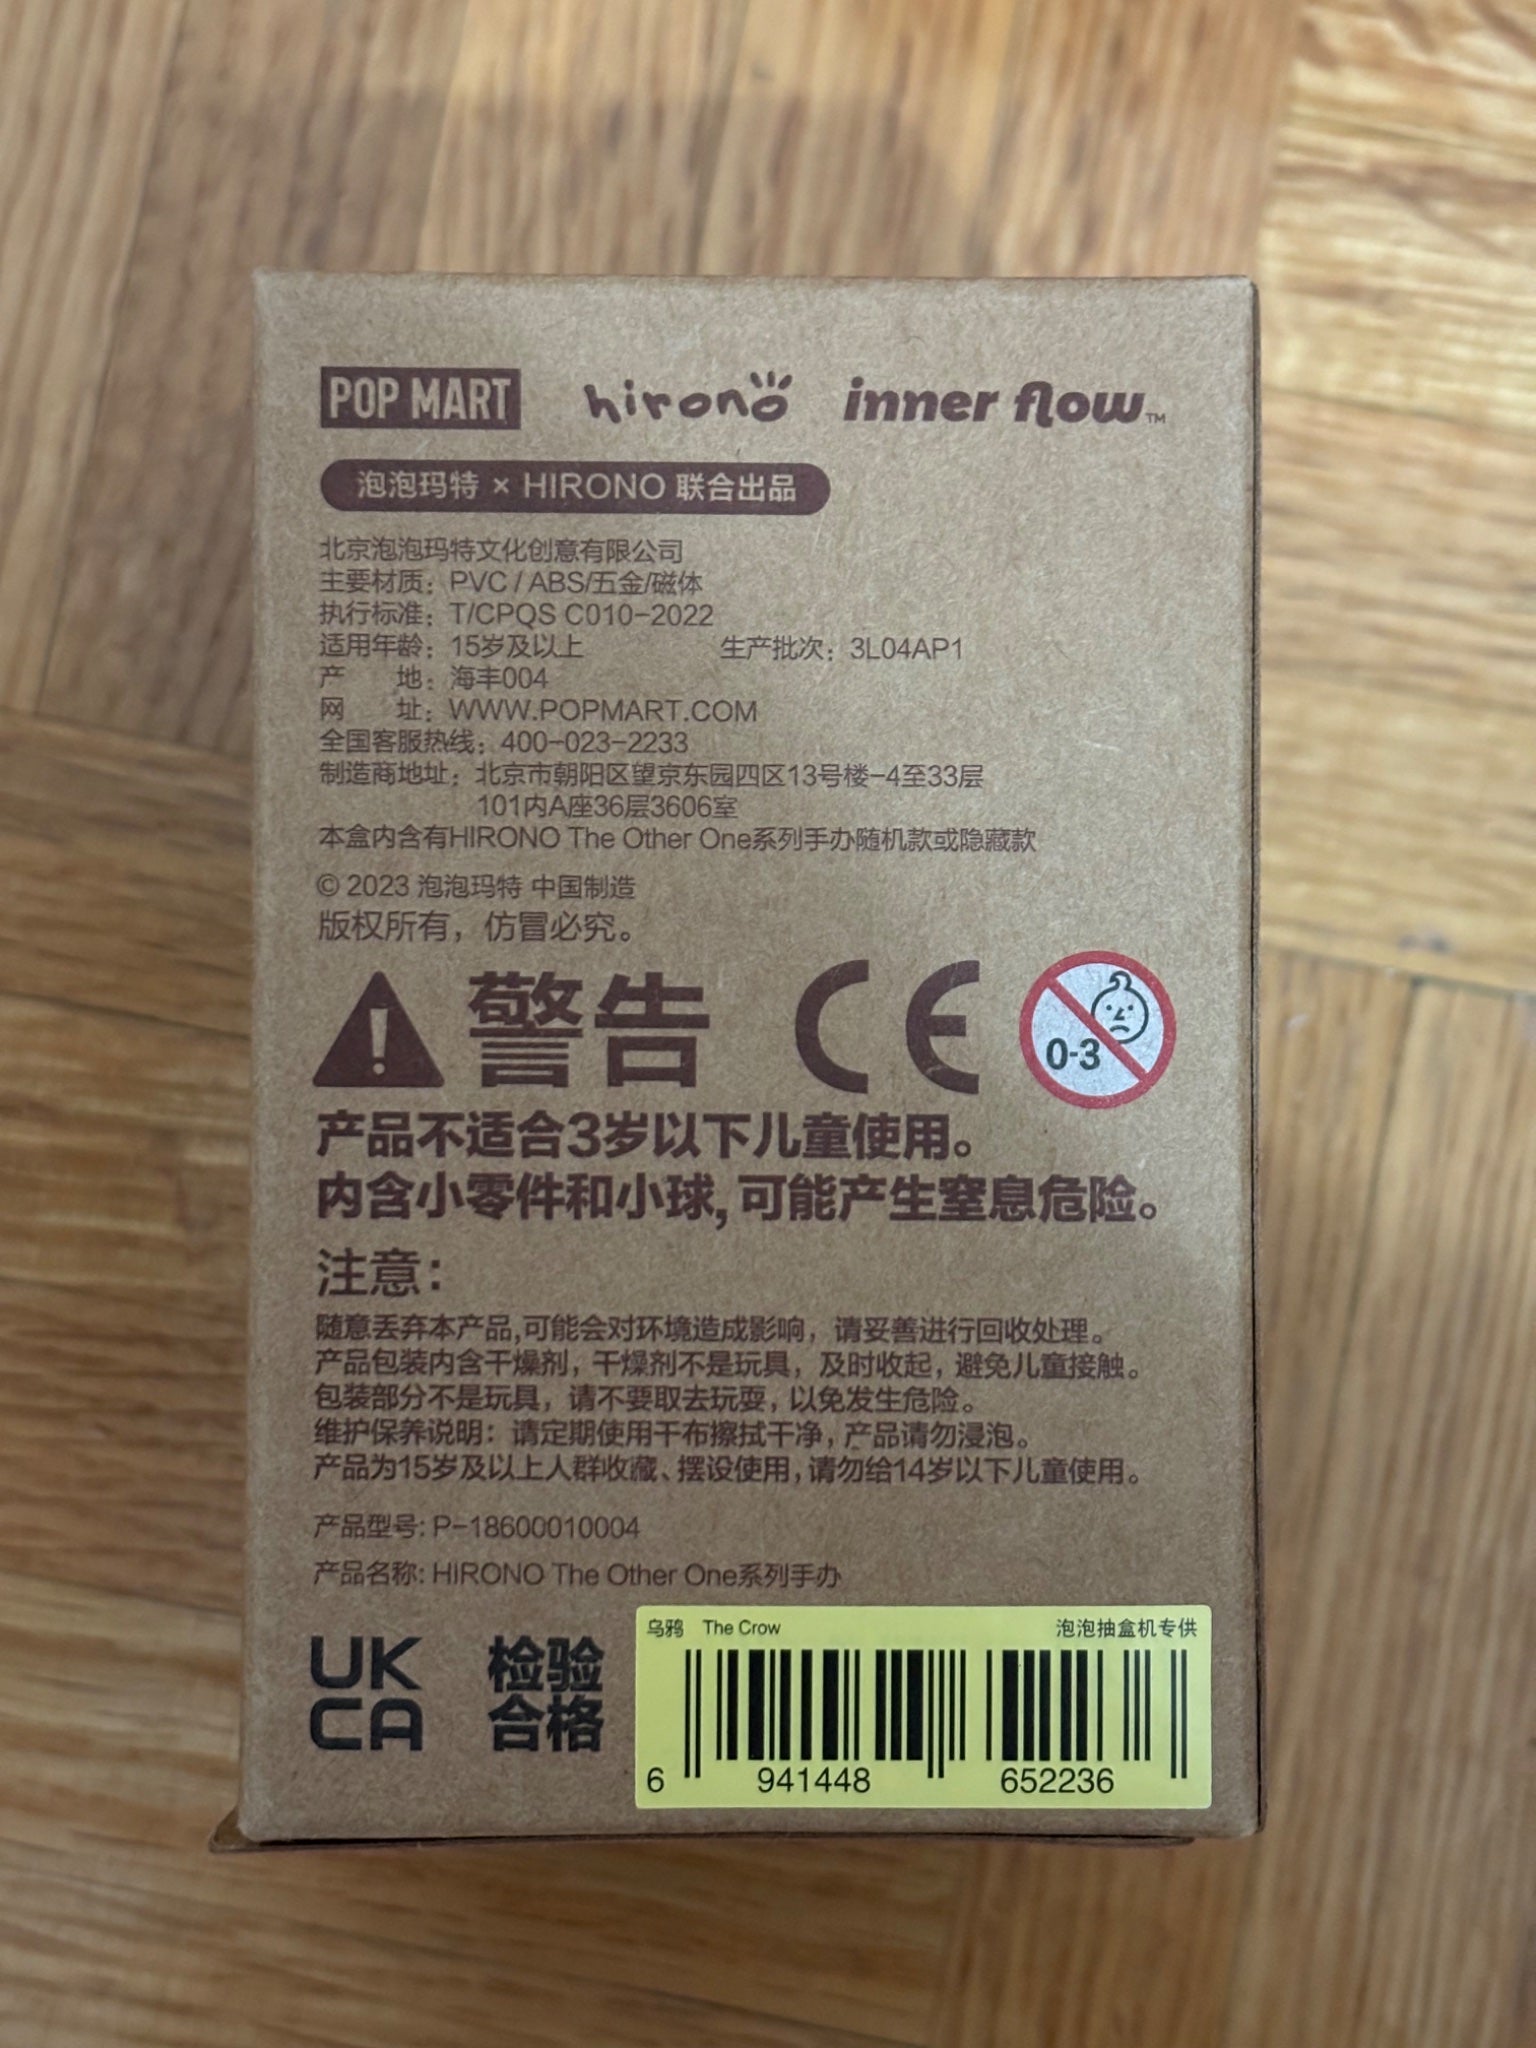 POP MART hirono inner flow™
泡泡玛特 × HIRONO 联合出品
北京泡泡玛特文化创意有限公司
主要材质：PVC / ABS/五金/磁体
执行标准：T/CPQS C010-2022
适用年龄：15岁及以上 生产批次：3L04AP1
产 地：海丰004
网 址：WWW.POPMART.COM
全国客服热线：400-023-2233
制造商地址：北京市朝阳区望京东园四区13号楼-4至33层
101内A座36层3606室
本盒内含有HIRONO The Other One系列手办随机款或隐藏款
© 2023 泡泡玛特 中国制造
版权所有，仿冒必究。
警告 CE 0-3
产品不适合3岁以下儿童使用。
内含小零件和小球，可能产生窒息危险。
注意：
随意丢弃本产品,可能会对环境造成影响，请妥善进行回收处理。
产品包装内含干燥剂，干燥剂不是玩具，及时收起，避免儿童接触。
包装部分不是玩具，请不要取去玩耍，以免发生危险。
维护保养说明：请定期使用干布擦拭干净，产品请勿浸泡。
产品为15岁及以上人群收藏、摆设使用，请勿给14岁以下儿童使用。
产品型号: P-18600010004
产品名称: HIRONO The Other One系列手办
UK
CA
检验
合格
乌鸦 The Crow 泡泡抽盒机专供
6 941448 652236